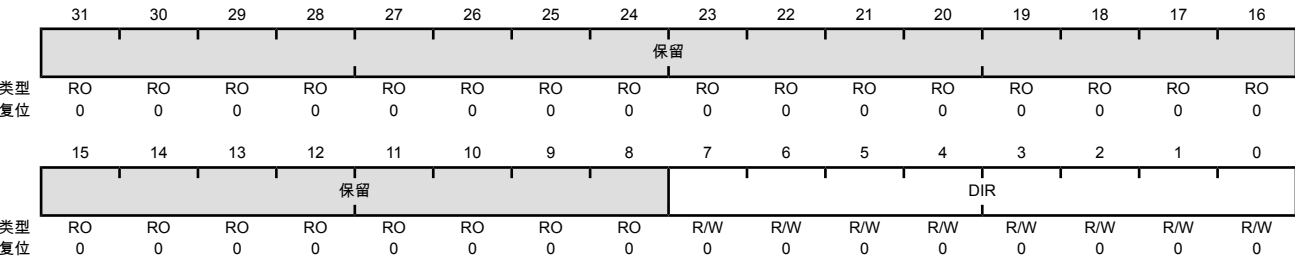 31 30 29 28 27 26 25 24 23 22 21 20 19 18 17 16
保留
类型 RO RO RO RO RO RO RO RO RO RO RO RO RO RO RO RO
复位 0 0 0 0 0 0 0 0 0 0 0 0 0 0 0 0
15 14 13 12 11 10 9 8 7 6 5 4 3 2 1 0
保留 DIR
类型 RO RO RO RO RO RO RO RO R/W R/W R/W R/W R/W R/W R/W R/W
复位 0 0 0 0 0 0 0 0 0 0 0 0 0 0 0 0